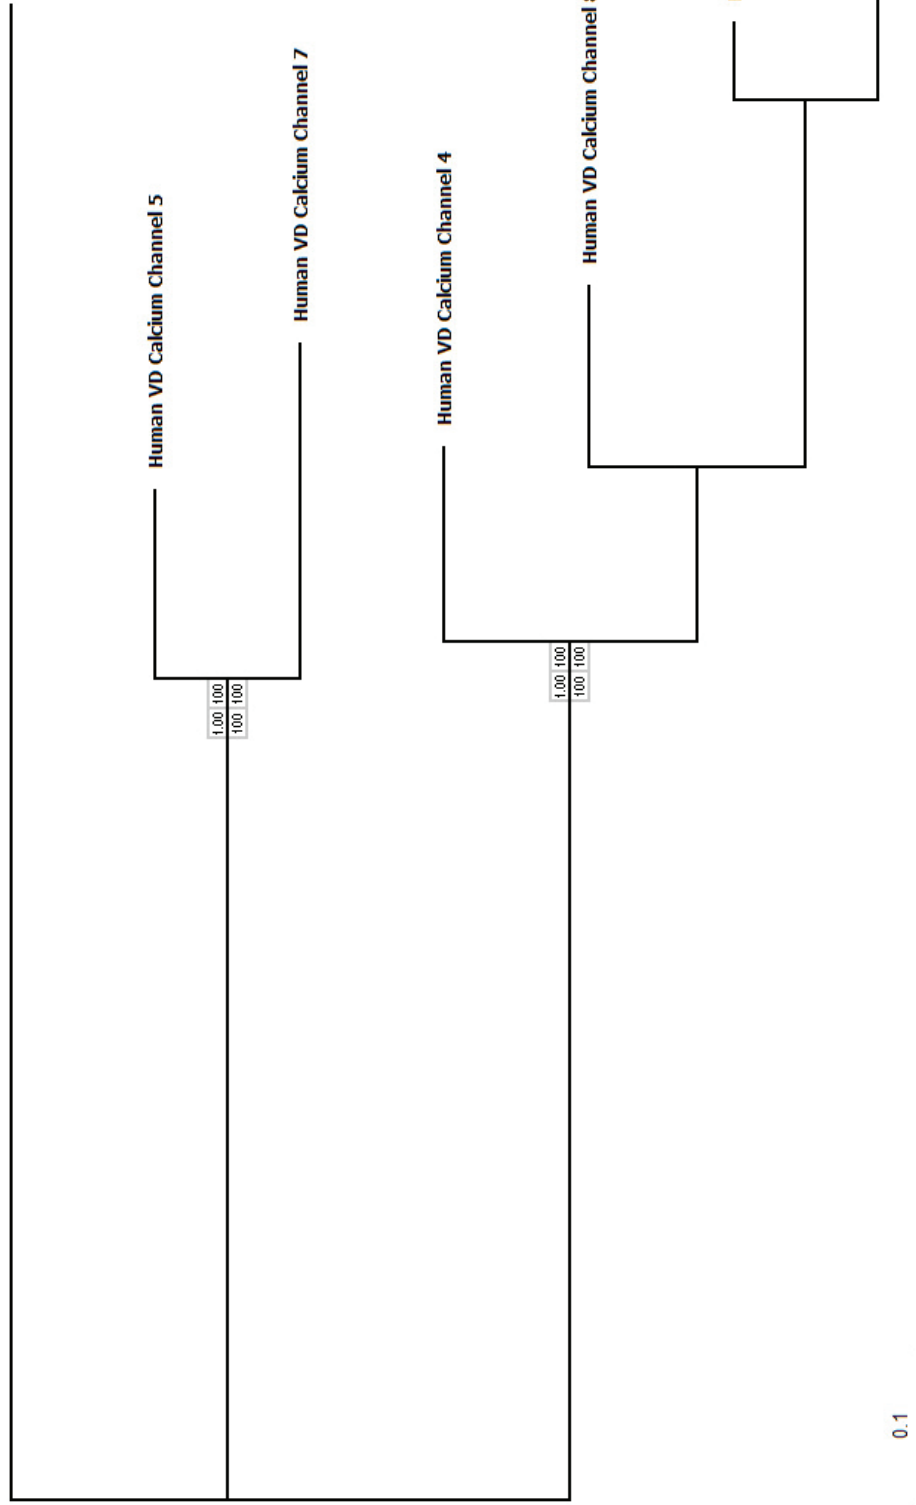 Human VD Calcium Channel 5
Human VD Calcium Channel 7
1.00 100
100 100
Human VD Calcium Channel 4
Human VD Calcium Channel
1.00 100
100 100
0.1